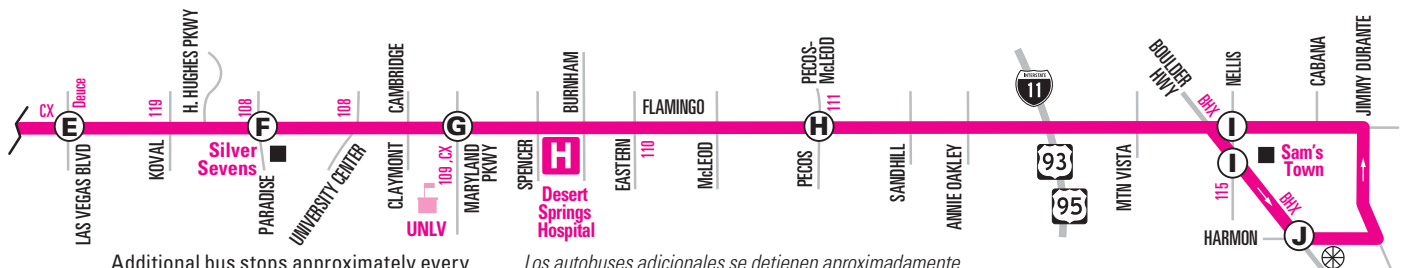 CX
Deuce
E
LAS VEGAS BLVD
119
KOVAL
H. HUGHES PKWY
108
F
Silver
Sevens
PARADISE
108
UNIVERSITY CENTER
CAMBRIDGE
CLAYMONT
UNLV
G
109 ,CX
MARYLAND
PKWY
SPENCER
BURNHAM
H
Desert
Springs
Hospital
EASTERN
110
FLAMINGO
McLEOD
PECOS-
McLEOD
111
H
PECOS
SANDHILL
ANNIE OAKLEY
INTERSTATE
11
93
95
MTN VISTA
BOULDER
HWY
BHX
NELLIS
I
I
115
Sam's
Town
CABANA
JIMMY DURANTE
BHX
HARMON
J
Additional bus stops approximately every
Los autobuses adicionales se detienen aproximadamente